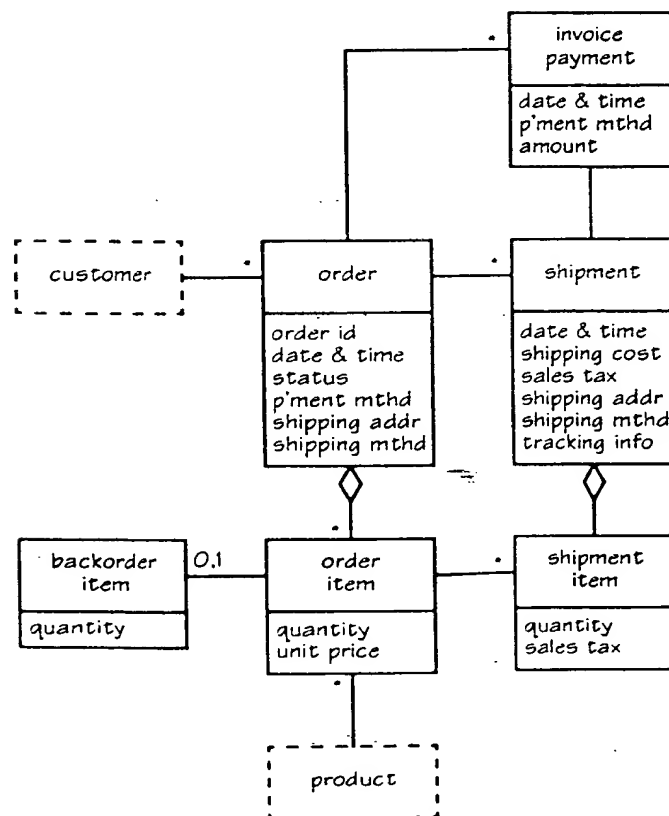 invoice
payment
date & time
p'ment mthd
amount
customer
order
order id
date & time
status
p'ment mthd
shipping addr
shipping mthd
shipment
date & time
shipping cost
sales tax
shipping addr
shipping mthd
tracking info
backorder
item
quantity
0,1
order
item
quantity
unit price
shipment
item
quantity
sales tax
product